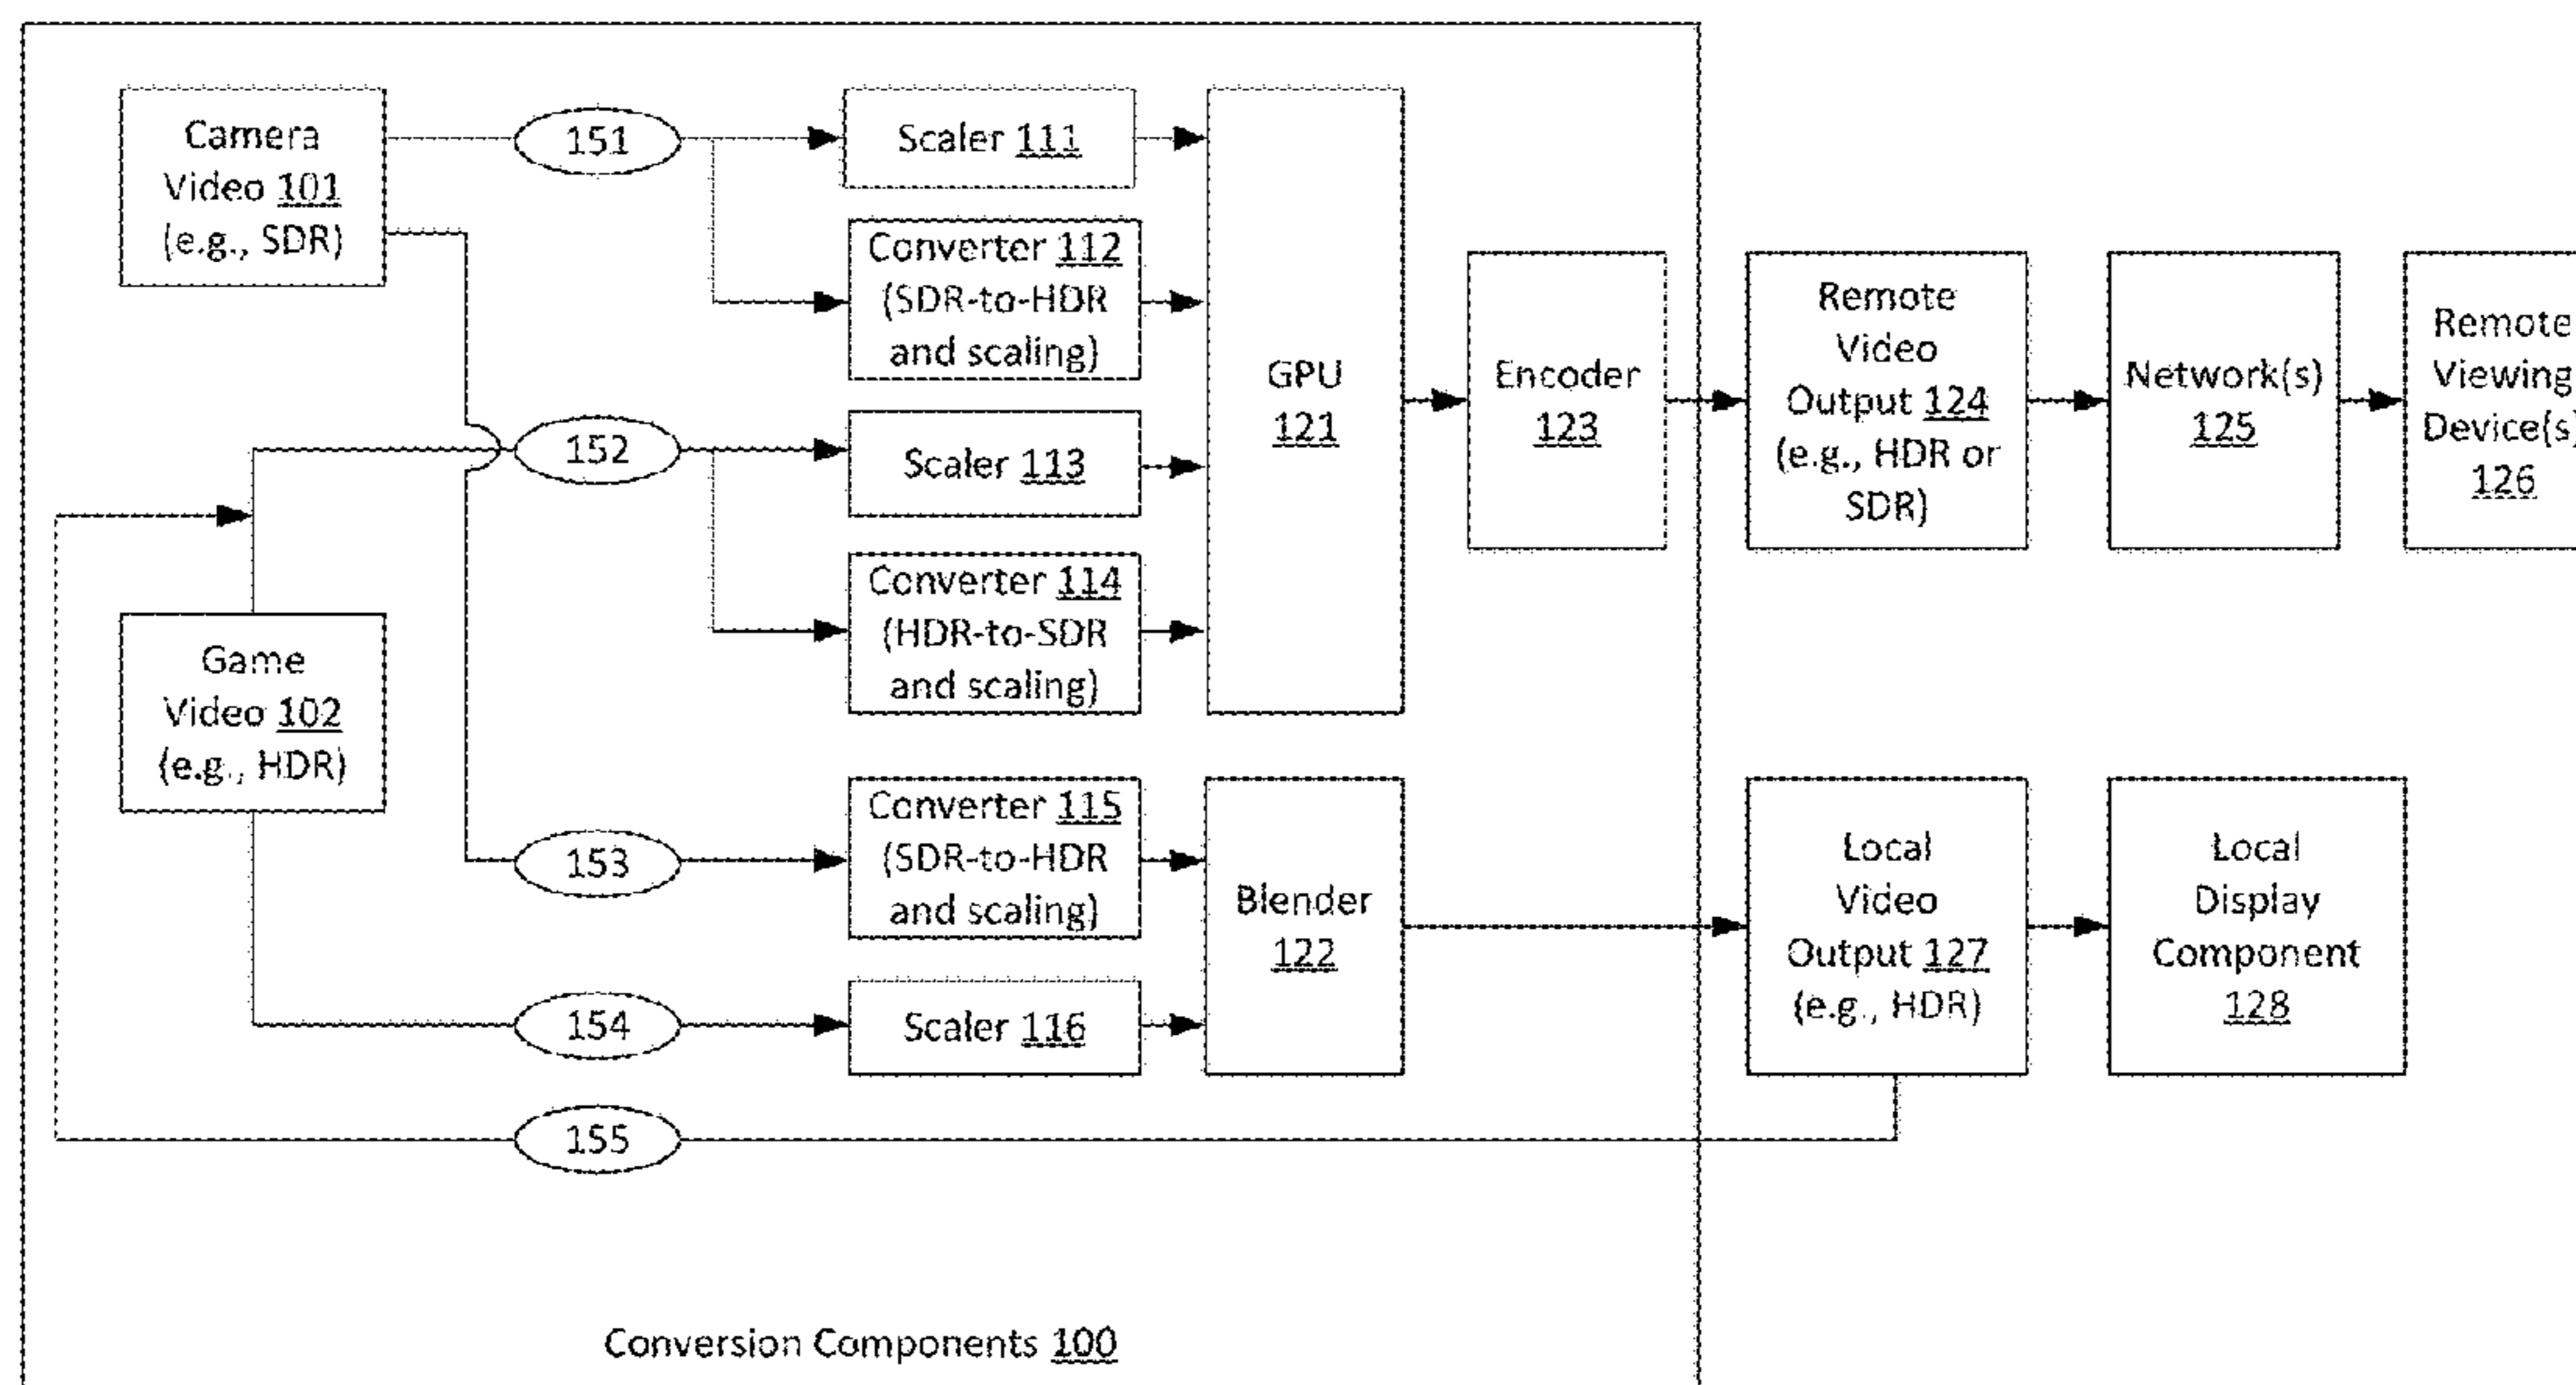 Camera
Video 101
(e.g., SDR)
151
Scaler 111
Converter 112
(SDR-to-HDR
and scaling)
152
Scaler 113
Converter 114
(HDR-to-SDR
and scaling)
GPU
121
Encoder
123
Remote
Video
Output 124
(e.g., HDR or
SDR)
Network(s)
125
Remote
Viewing
Device(s)
126
Game
Video 102
(e.g., HDR)
153
Converter 115
(SDR-to-HDR
and scaling)
154
Scaler 116
Blender
122
Local
Video
Output 127
(e.g., HDR)
Local
Display
Component
128
155
Conversion Components 100